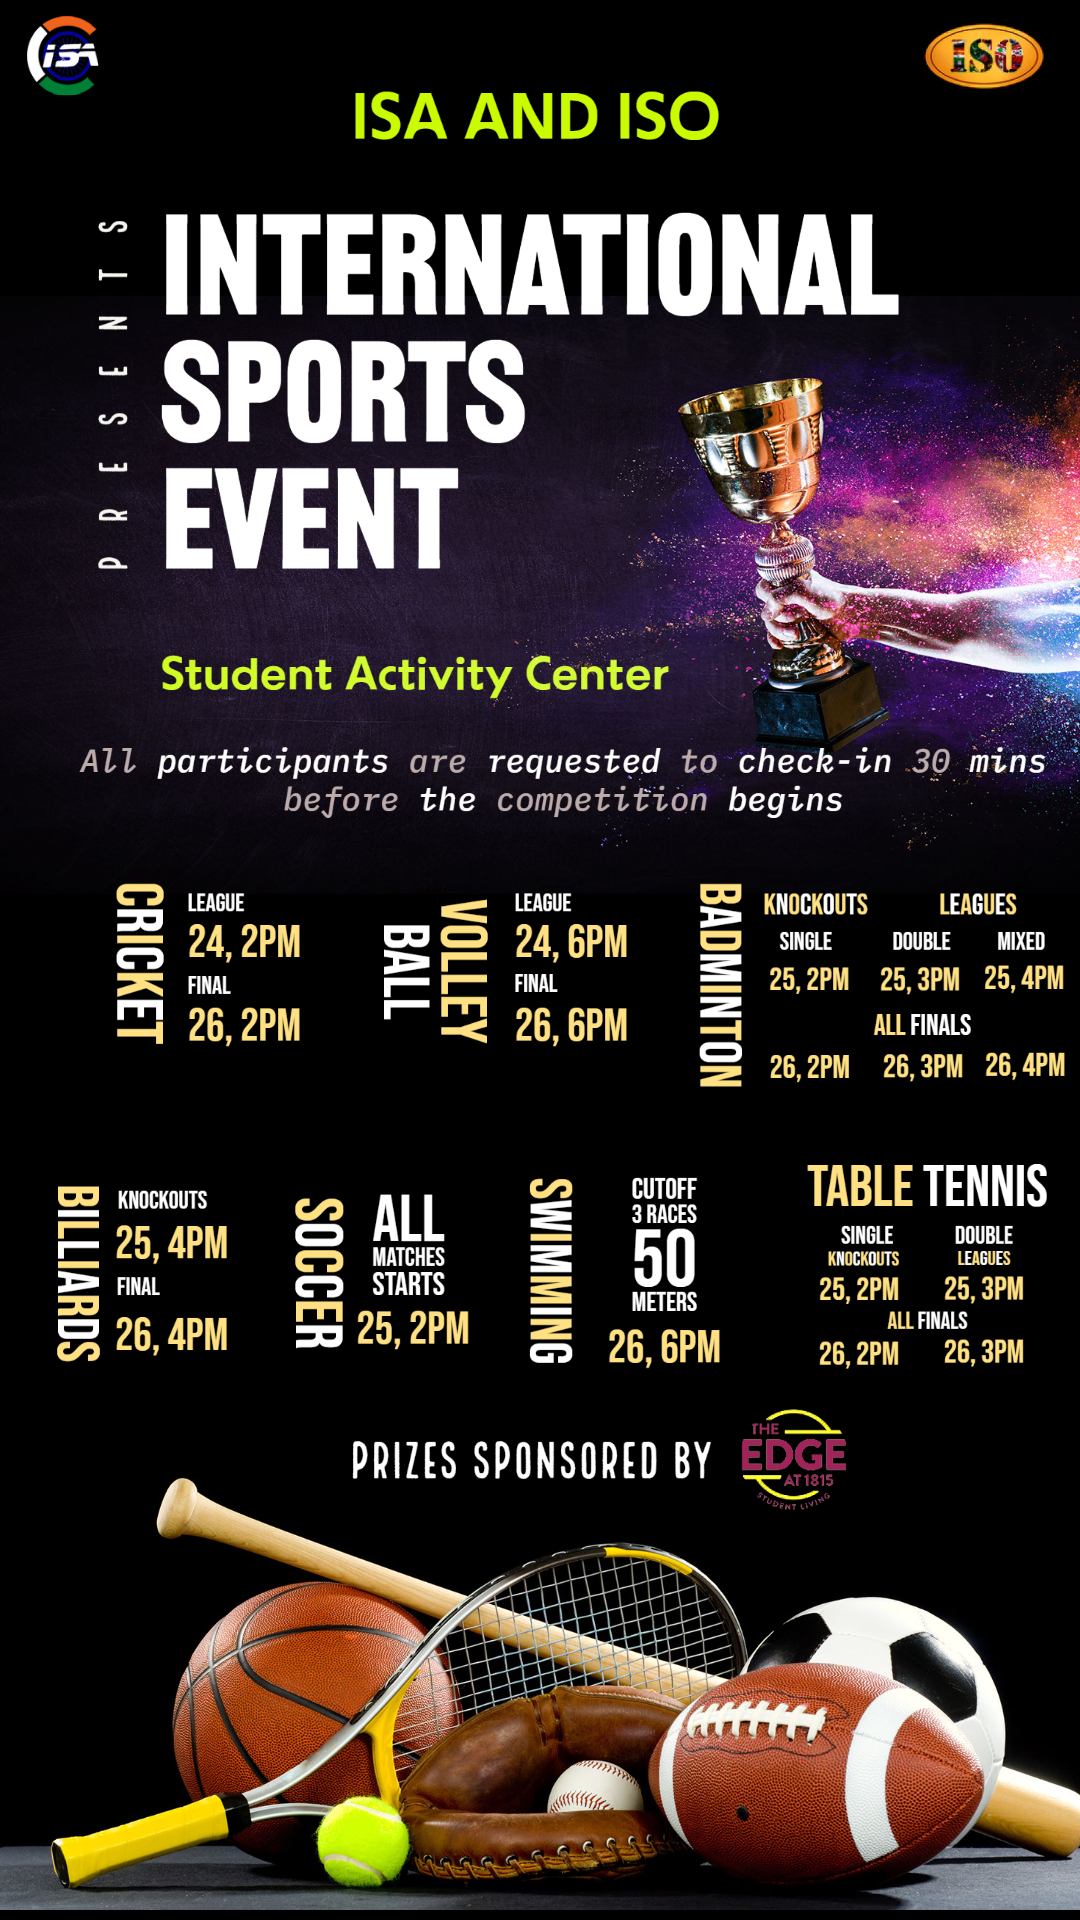 ISA
ISO
ISA AND ISO
PRESENTS
INTERNATIONAL
SPORTS
EVENT
Student Activity Center
All participants are requested to check-in 30 mins
before the competition begins
CRICKET
LEAGUE
24, 2PM
FINAL
26, 2PM
VOLLEY
BALL
LEAGUE
24, 6PM
FINAL
26, 6PM
BADMINTON
KNOCKOUTS LEAGUES
SINGLE DOUBLE MIXED
25, 2PM 25, 3PM 25, 4PM
ALL FINALS
26, 2PM 26, 3PM 26, 4PM
BILLIARDS
KNOCKOUTS
25, 4PM
FINAL
26, 4PM
SOCCER
ALL
MATCHES
STARTS
25, 2PM
SWIMMING
CUTOFF
3 RACES
50
METERS
26, 6PM
TABLE TENNIS
SINGLE DOUBLE
KNOCKOUTS LEAGUES
25, 2PM 25, 3PM
ALL FINALS
26, 2PM 26, 3PM
PRIZES SPONSORED BY
THE
EDGE
AT 1815
STUDENT LIVING